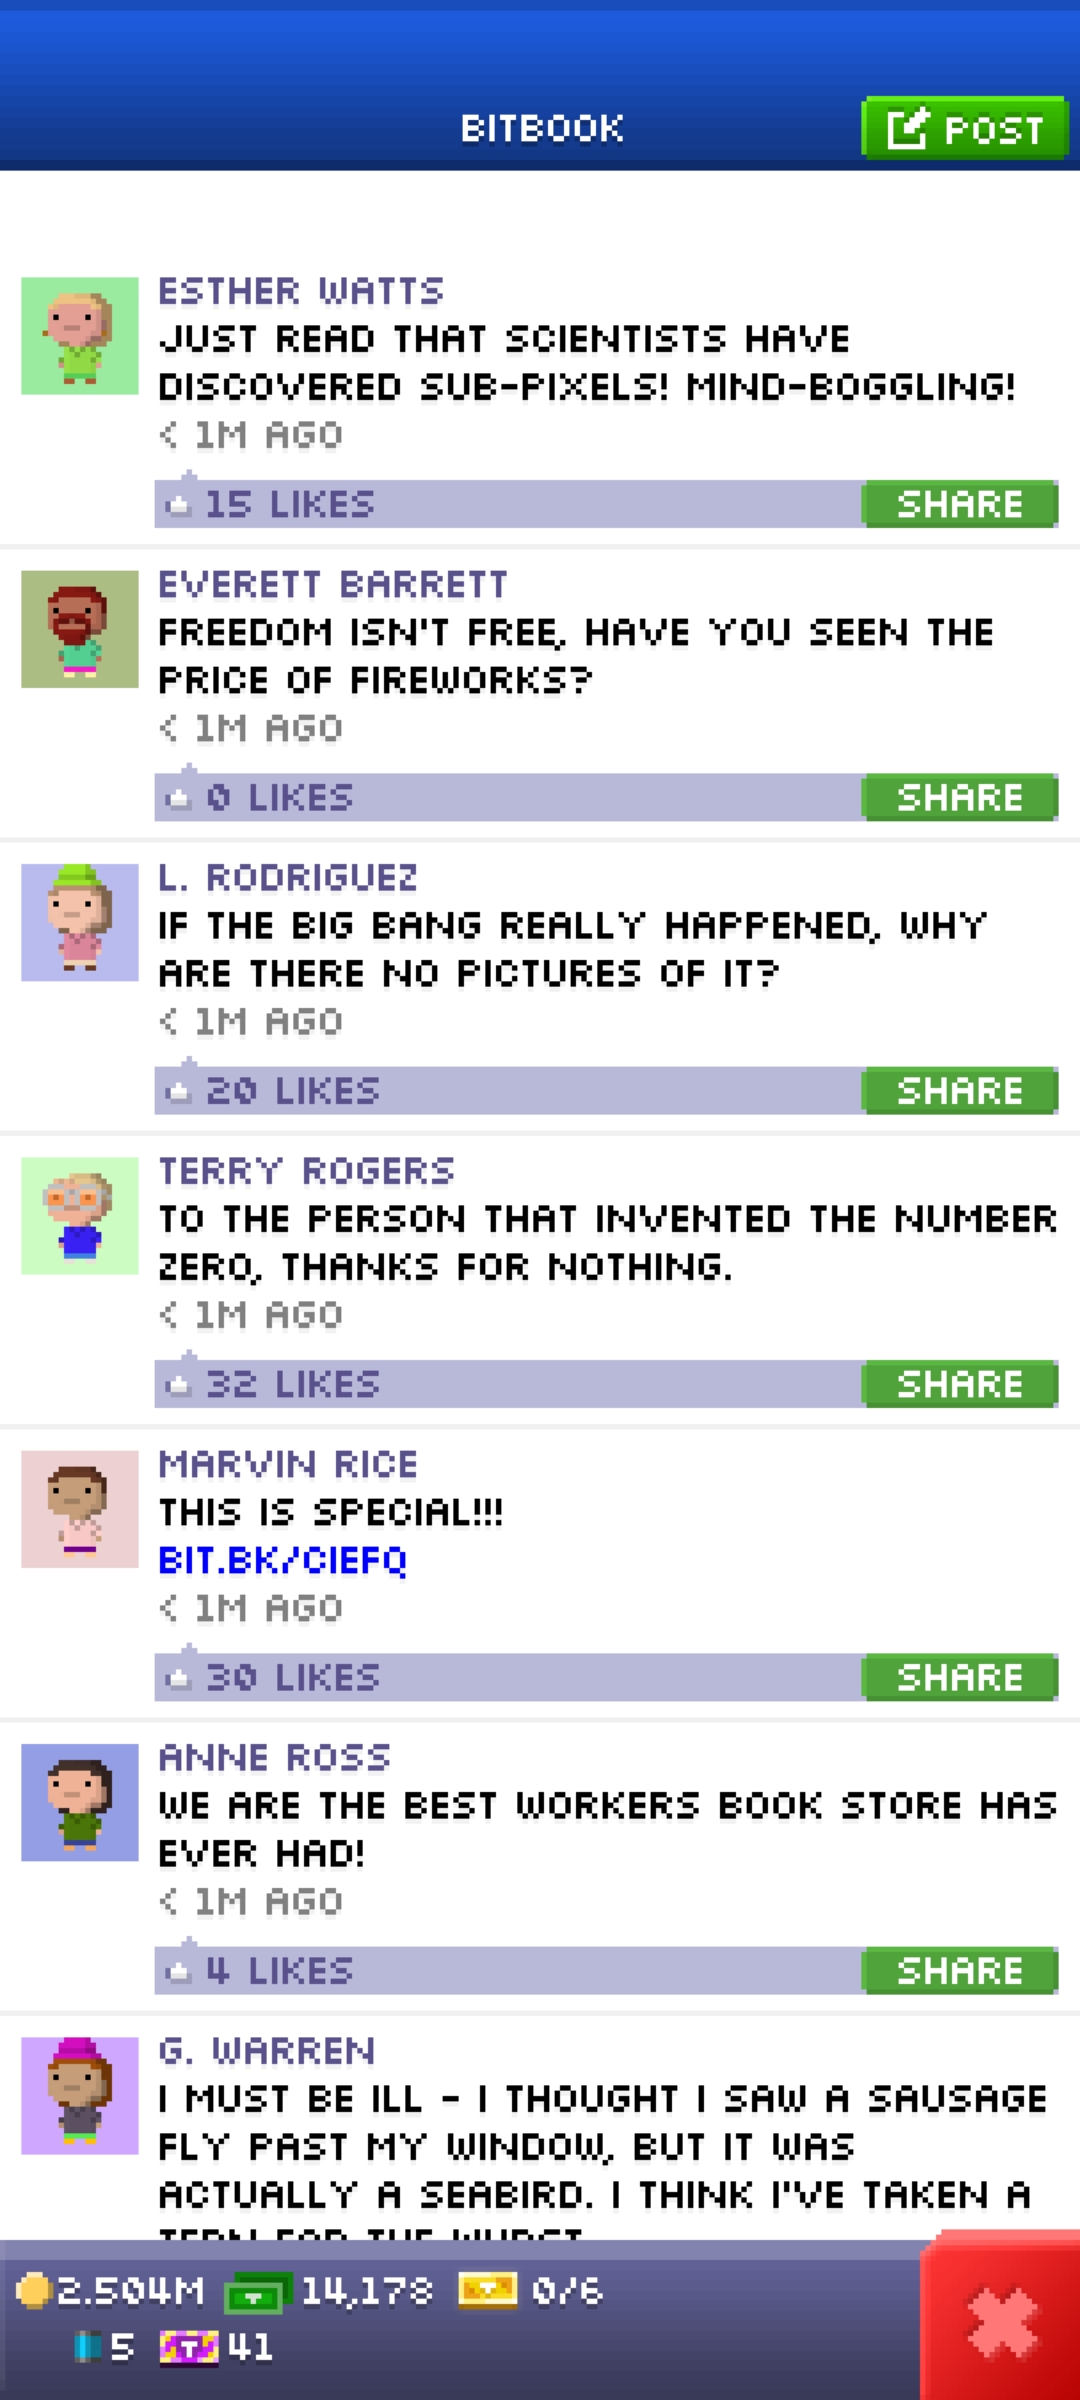 BITBOOK
POST
ESTHER WATTS
JUST READ THAT SCIENTISTS HAVE
DISCOVERED SUB-PIXELS! MIND-BOGGLING!
< 1M AGO
15 LIKES
SHARE
EVERETT BARRETT
FREEDOM ISN'T FREE, HAVE YOU SEEN THE
PRICE OF FIREWORKS?
< 1M AGO
0 LIKES
SHARE
L. RODRIGUEZ
IF THE BIG BANG REALLY HAPPENED, WHY
ARE THERE NO PICTURES OF IT?
< 1M AGO
20 LIKES
SHARE
TERRY ROGERS
TO THE PERSON THAT INVENTED THE NUMBER
ZERO, THANKS FOR NOTHING.
< 1M AGO
32 LIKES
SHARE
MARVIN RICE
THIS IS SPECIAL!!!
BIT.BK/CIEFQ
< 1M AGO
30 LIKES
SHARE
ANNE ROSS
WE ARE THE BEST WORKERS BOOK STORE HAS
EVER HAD!
< 1M AGO
4 LIKES
SHARE
G. WARREN
I MUST BE ILL - I THOUGHT I SAW A SAUSAGE
FLY PAST MY WINDOW, BUT IT WAS
ACTUALLY A SEABIRD. I THINK I'VE TAKEN A
TERN FOR THE WURST
2.504M 14,178 0/6
5 41